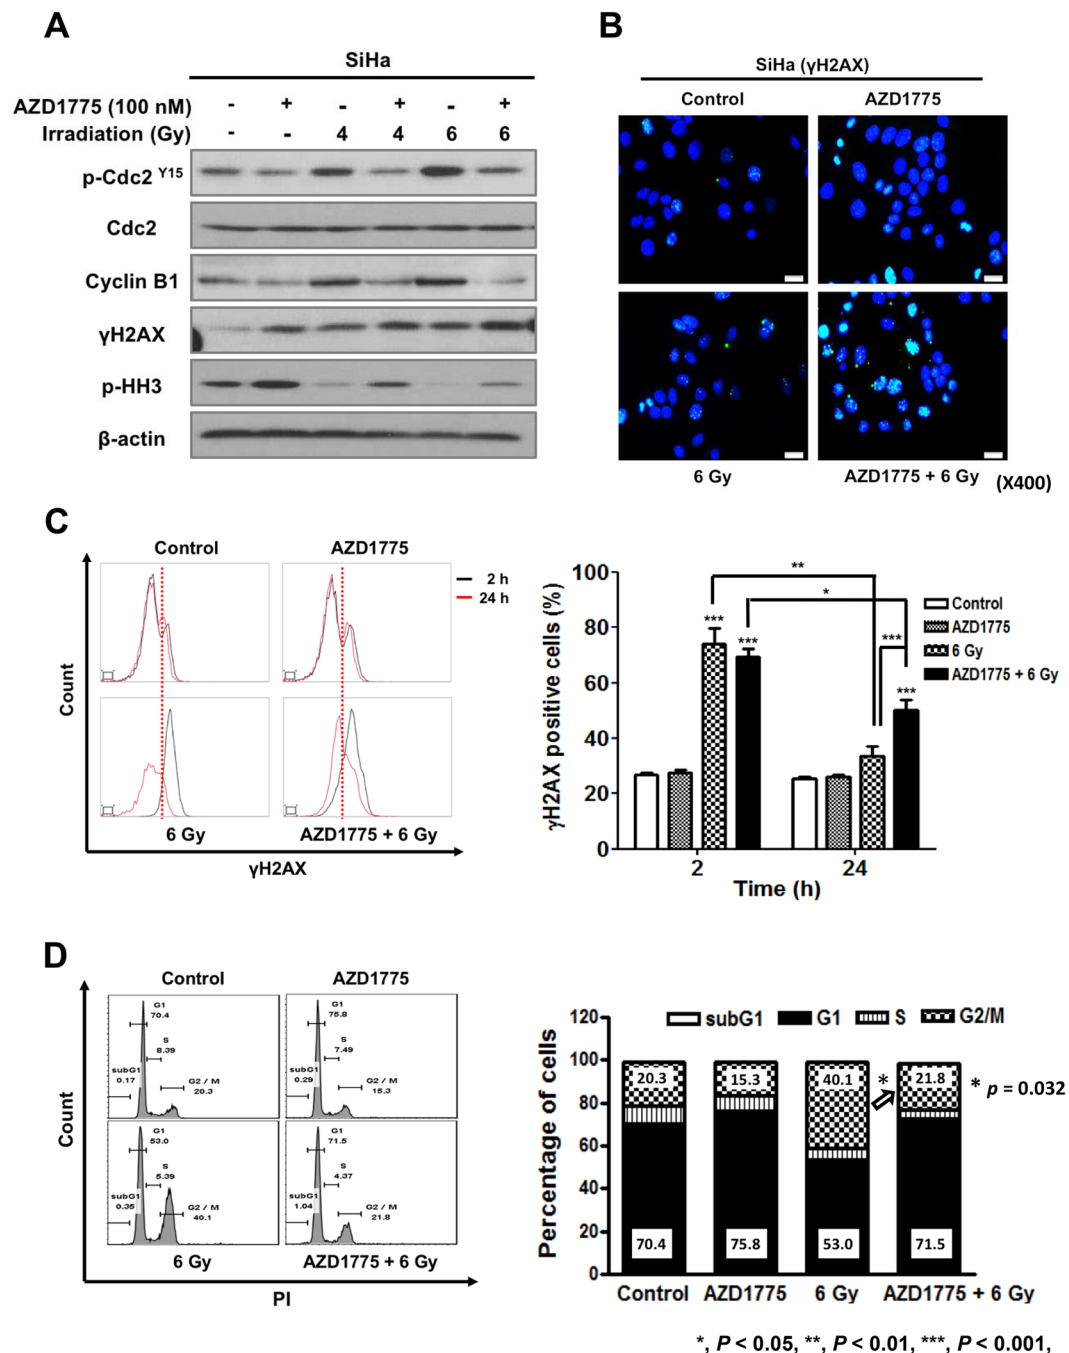 A
SiHa
AZD1775 (100 nM) - + - + - +
Irradiation (Gy) - - 4 4 6 6
p-Cdc2 Y15
Cdc2
Cyclin B1
γH2AX
p-HH3
β-actin
B
SiHa (γH2AX)
Control AZD1775
6 Gy AZD1775 + 6 Gy (X400)
C
Control AZD1775
2 h
24 h
Count
6 Gy AZD1775 + 6 Gy
γH2AX
γH2AX positive cells (%)
100
80
60
40
20
0
** * *** *** *** ***
Control
AZD1775
6 Gy
AZD1775 + 6 Gy
2 24
Time (h)
D
Control AZD1775
Count
G1
70.4
S
8.39
subG1
0.17
G2 / M
20.3
G1
75.8
S
7.49
subG1
0.29
G2 / M
15.3
G1
53.0
S
5.39
subG1
0.35
G2 / M
40.1
G1
71.5
S
4.37
subG1
1.04
G2 / M
21.8
6 Gy AZD1775 + 6 Gy
PI
Percentage of cells
120
100
80
60
40
20
0
subG1 G1 S G2/M
20.3 15.3 40.1 * 21.8
* p = 0.032
70.4 75.8 53.0 71.5
Control AZD1775 6 Gy AZD1775 + 6 Gy
*, P < 0.05, **, P < 0.01, ***, P < 0.001,